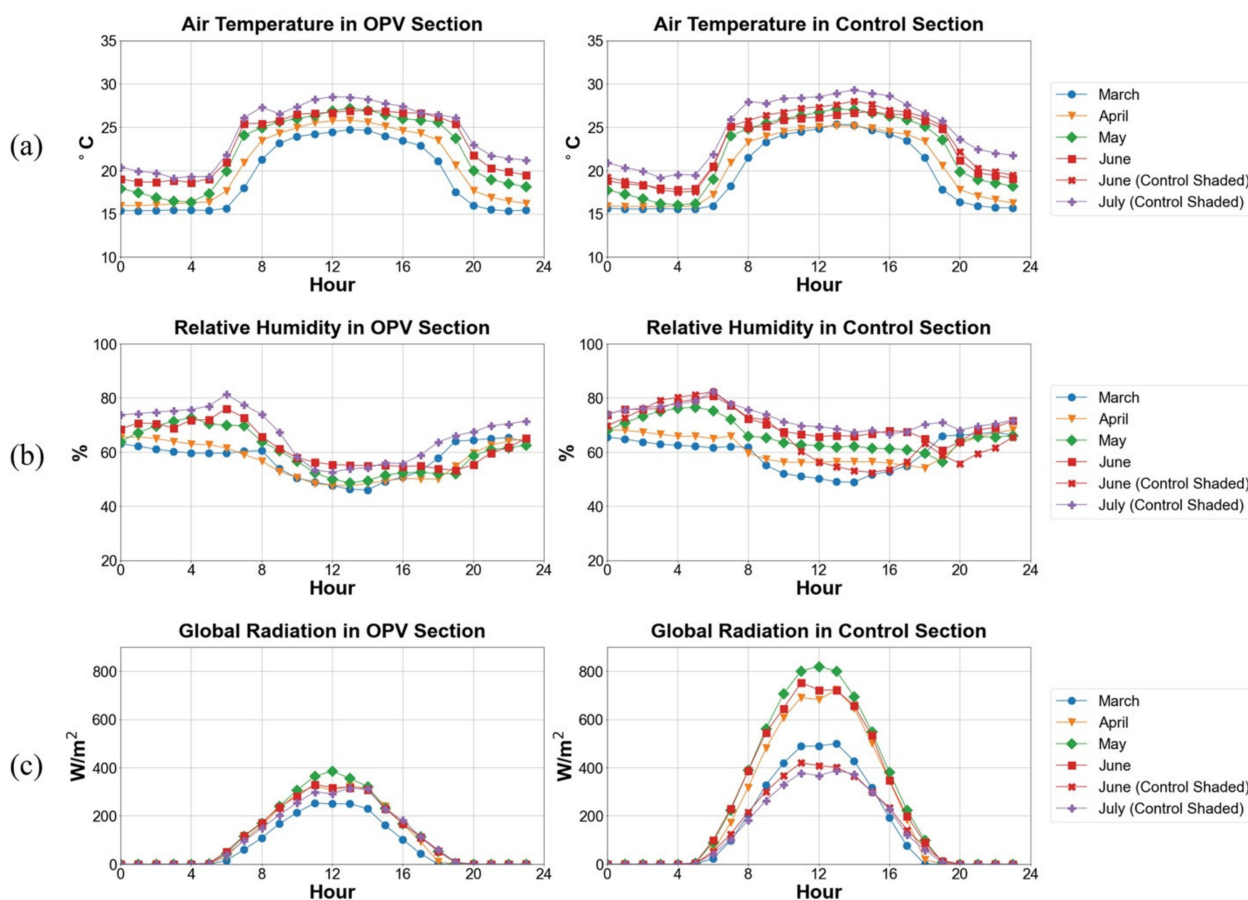 Air Temperature in OPV Section
Air Temperature in Control Section
(a)
35
30
25
20
15
10
°C
0 4 8 12 16 20 24
Hour
35
30
25
20
15
10
°C
0 4 8 12 16 20 24
Hour
March
April
May
June
June (Control Shaded)
July (Control Shaded)
Relative Humidity in OPV Section
Relative Humidity in Control Section
(b)
100
80
60
40
20
%
0 4 8 12 16 20 24
Hour
100
80
60
40
20
%
0 4 8 12 16 20 24
Hour
March
April
May
June
June (Control Shaded)
July (Control Shaded)
Global Radiation in OPV Section
Global Radiation in Control Section
(c)
800
600
400
200
0
W/m²
0 4 8 12 16 20 24
Hour
800
600
400
200
0
W/m²
0 4 8 12 16 20 24
Hour
March
April
May
June
June (Control Shaded)
July (Control Shaded)